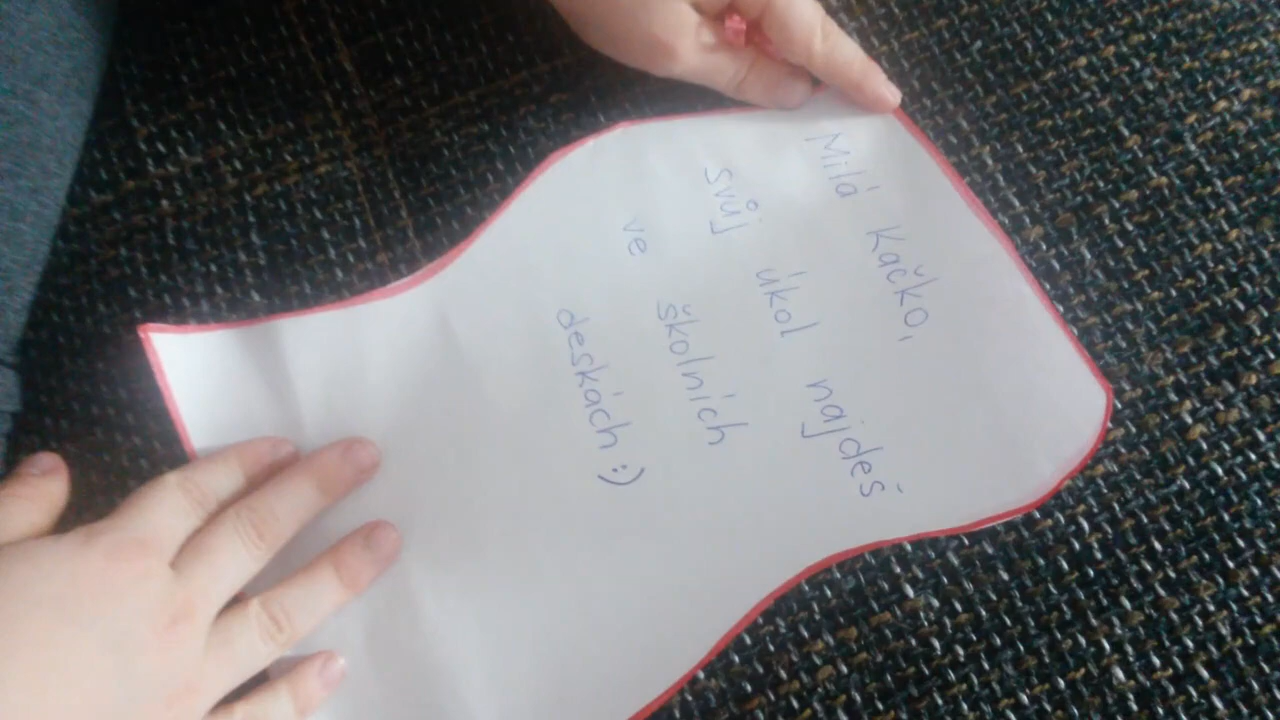 Milá Kačko,
svůj úkol najdeš
ve školních
deskách :)